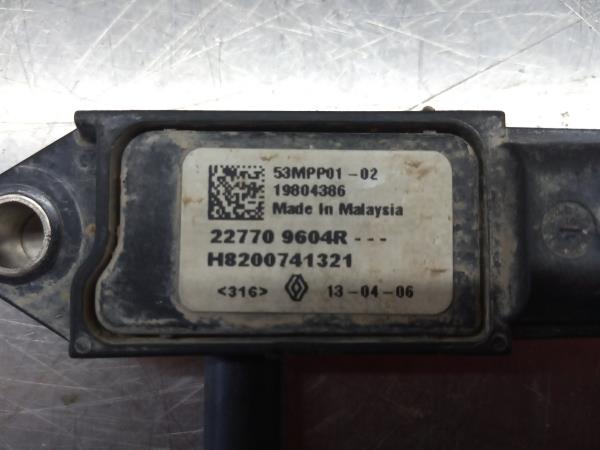 53MPP01-02
19804386
Made In Malaysia
22770 9604R ---
H8200741321
<316> 13-04-06